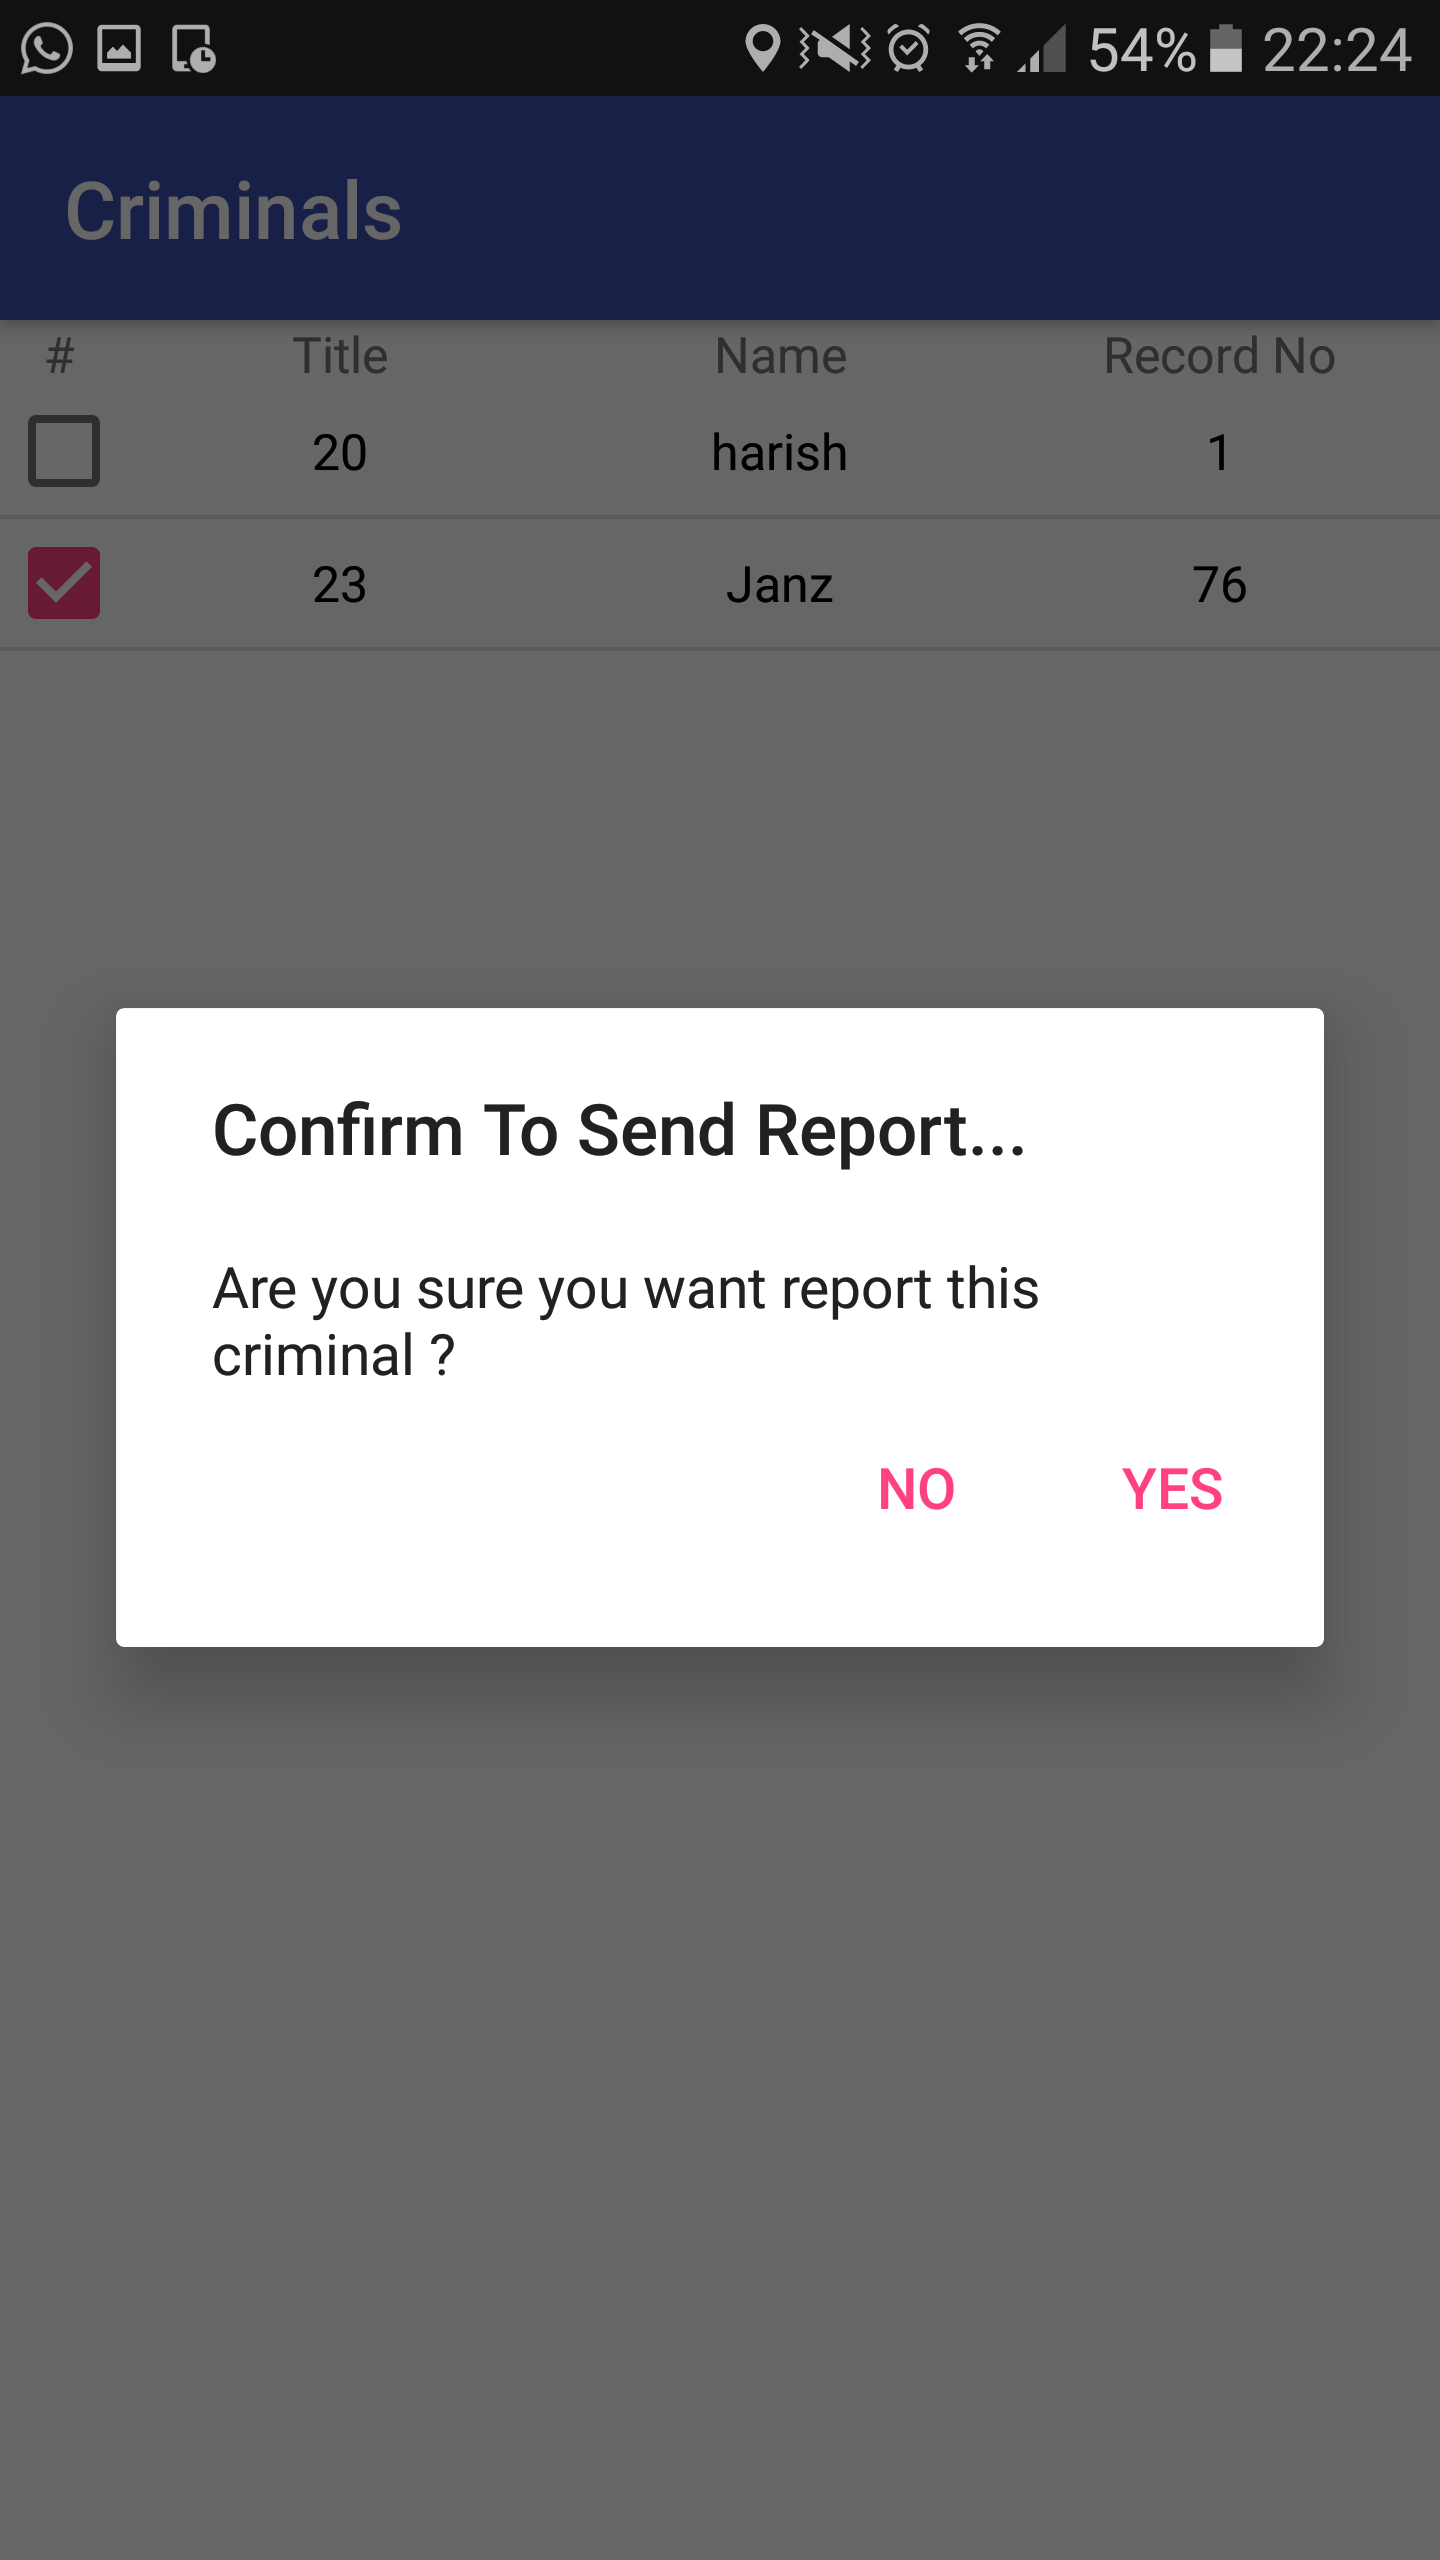 54% 22:24
Criminals
# Title Name Record No
20 harish 1
23 Janz 76
Confirm To Send Report...
Are you sure you want report this
criminal ?
NO YES